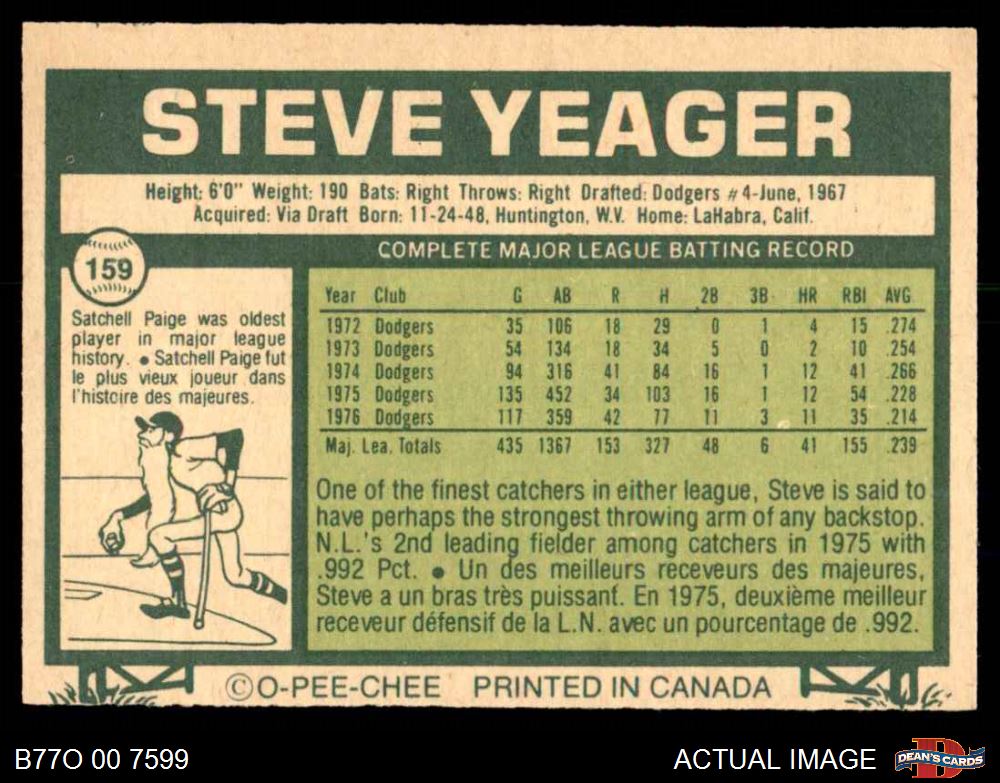 STEVE YEAGER
Height: 6'0" Weight: 190 Bats: Right Throws: Right Drafted: Dodgers #4-June, 1967
Acquired: Via Draft Born: 11-24-48, Huntington, W.V. Home: LaHabra, Calif.
159
Satchell Paige was oldest
player in major league
history. ● Satchell Paige fut
le plus vieux joueur dans
l'histoire des majeures.
COMPLETE MAJOR LEAGUE BATTING RECORD
Year Club G AB R H 2B 3B HR RBI AVG.
1972 Dodgers 35 106 18 29 0 1 4 15 .274
1973 Dodgers 54 134 18 34 5 0 2 10 .254
1974 Dodgers 94 316 41 84 16 1 12 41 .266
1975 Dodgers 135 452 34 103 16 1 12 54 .228
1976 Dodgers 117 359 42 77 11 3 11 35 .214
Maj. Lea. Totals 435 1367 153 327 48 6 41 155 .239
One of the finest catchers in either league, Steve is said to
have perhaps the strongest throwing arm of any backstop.
N.L.'s 2nd leading fielder among catchers in 1975 with
.992 Pct. ● Un des meilleurs receveurs des majeures,
Steve a un bras très puissant. En 1975, deuxième meilleur
receveur défensif de la L.N. avec un pourcentage de .992.
©O-PEE-CHEE PRINTED IN CANADA
B77O 00 7599
ACTUAL IMAGE
D
DEAN'S CARDS